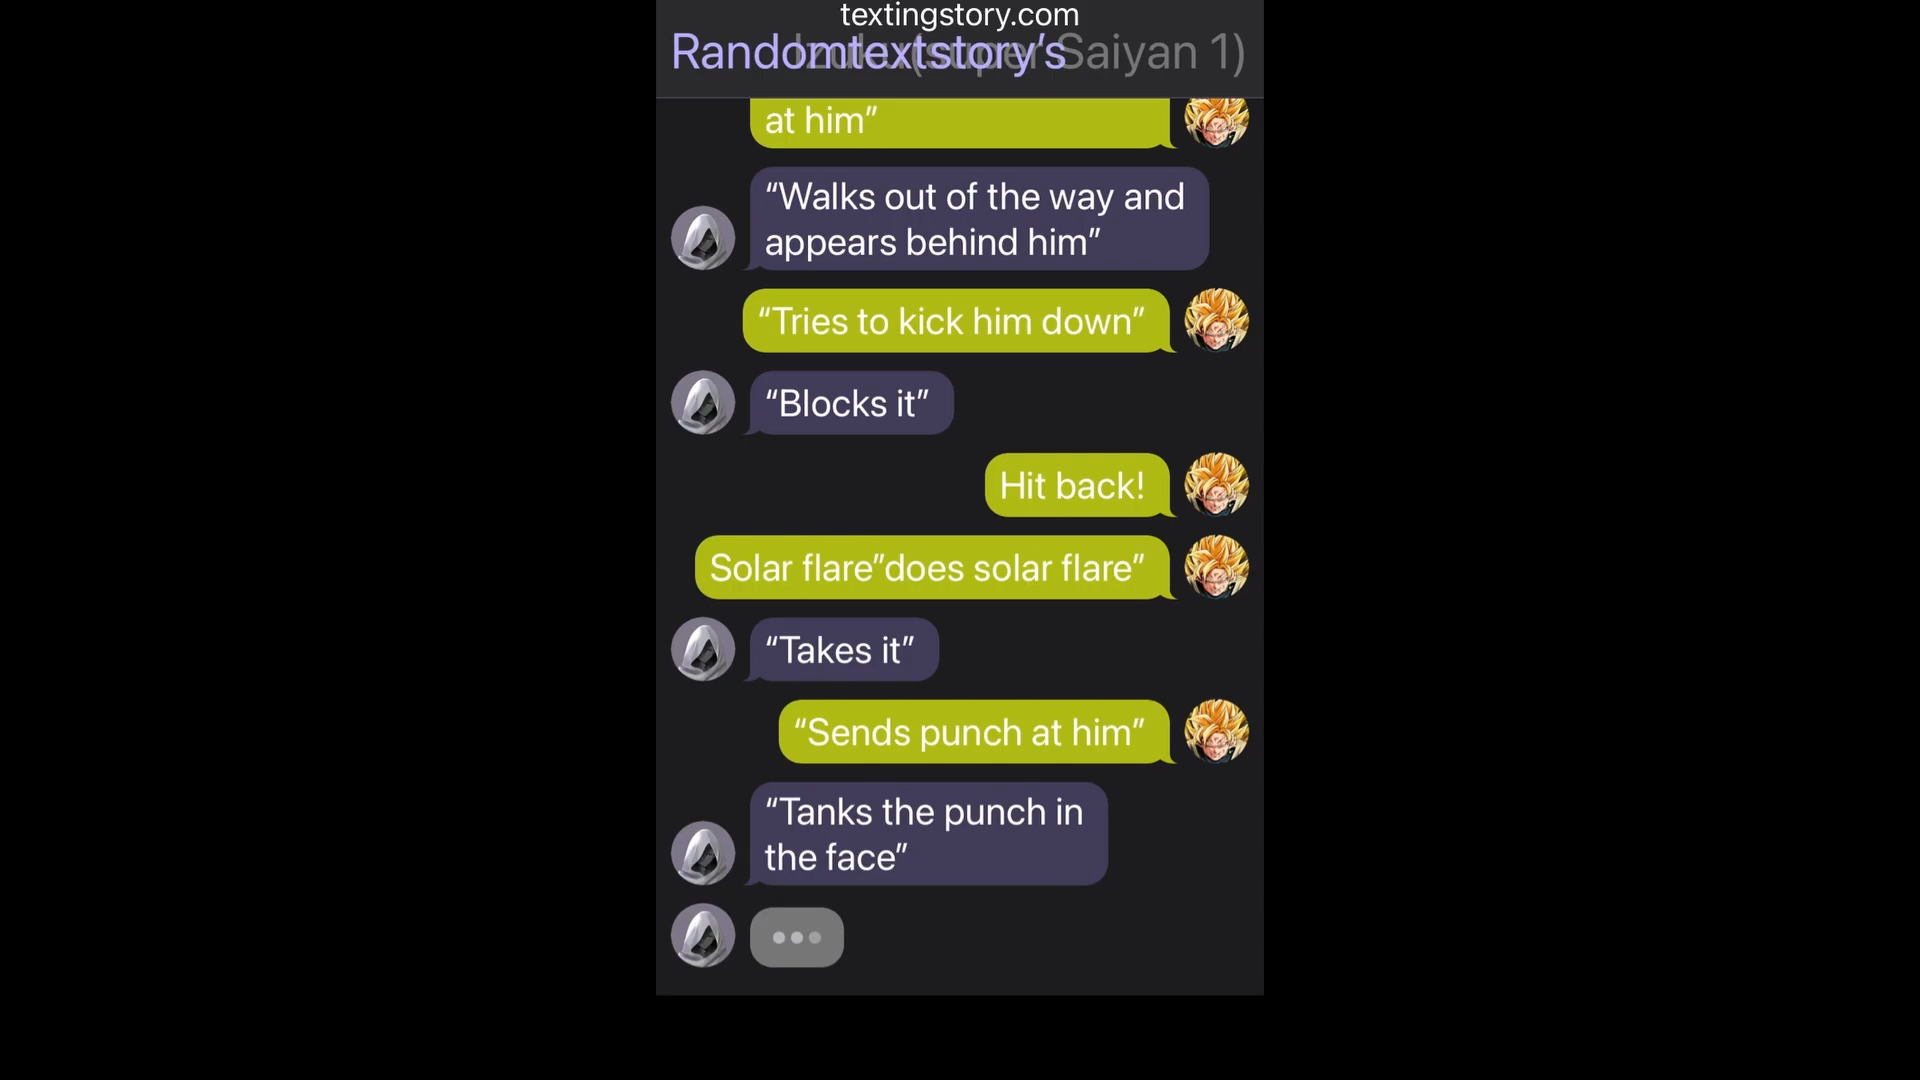 textingstory.com
Randomtextstory’s
Izuku(super Saiyan 1)
at him”
“Walks out of the way and
appears behind him”
“Tries to kick him down”
“Blocks it”
Hit back!
Solar flare”does solar flare”
“Takes it”
“Sends punch at him”
“Tanks the punch in
the face”